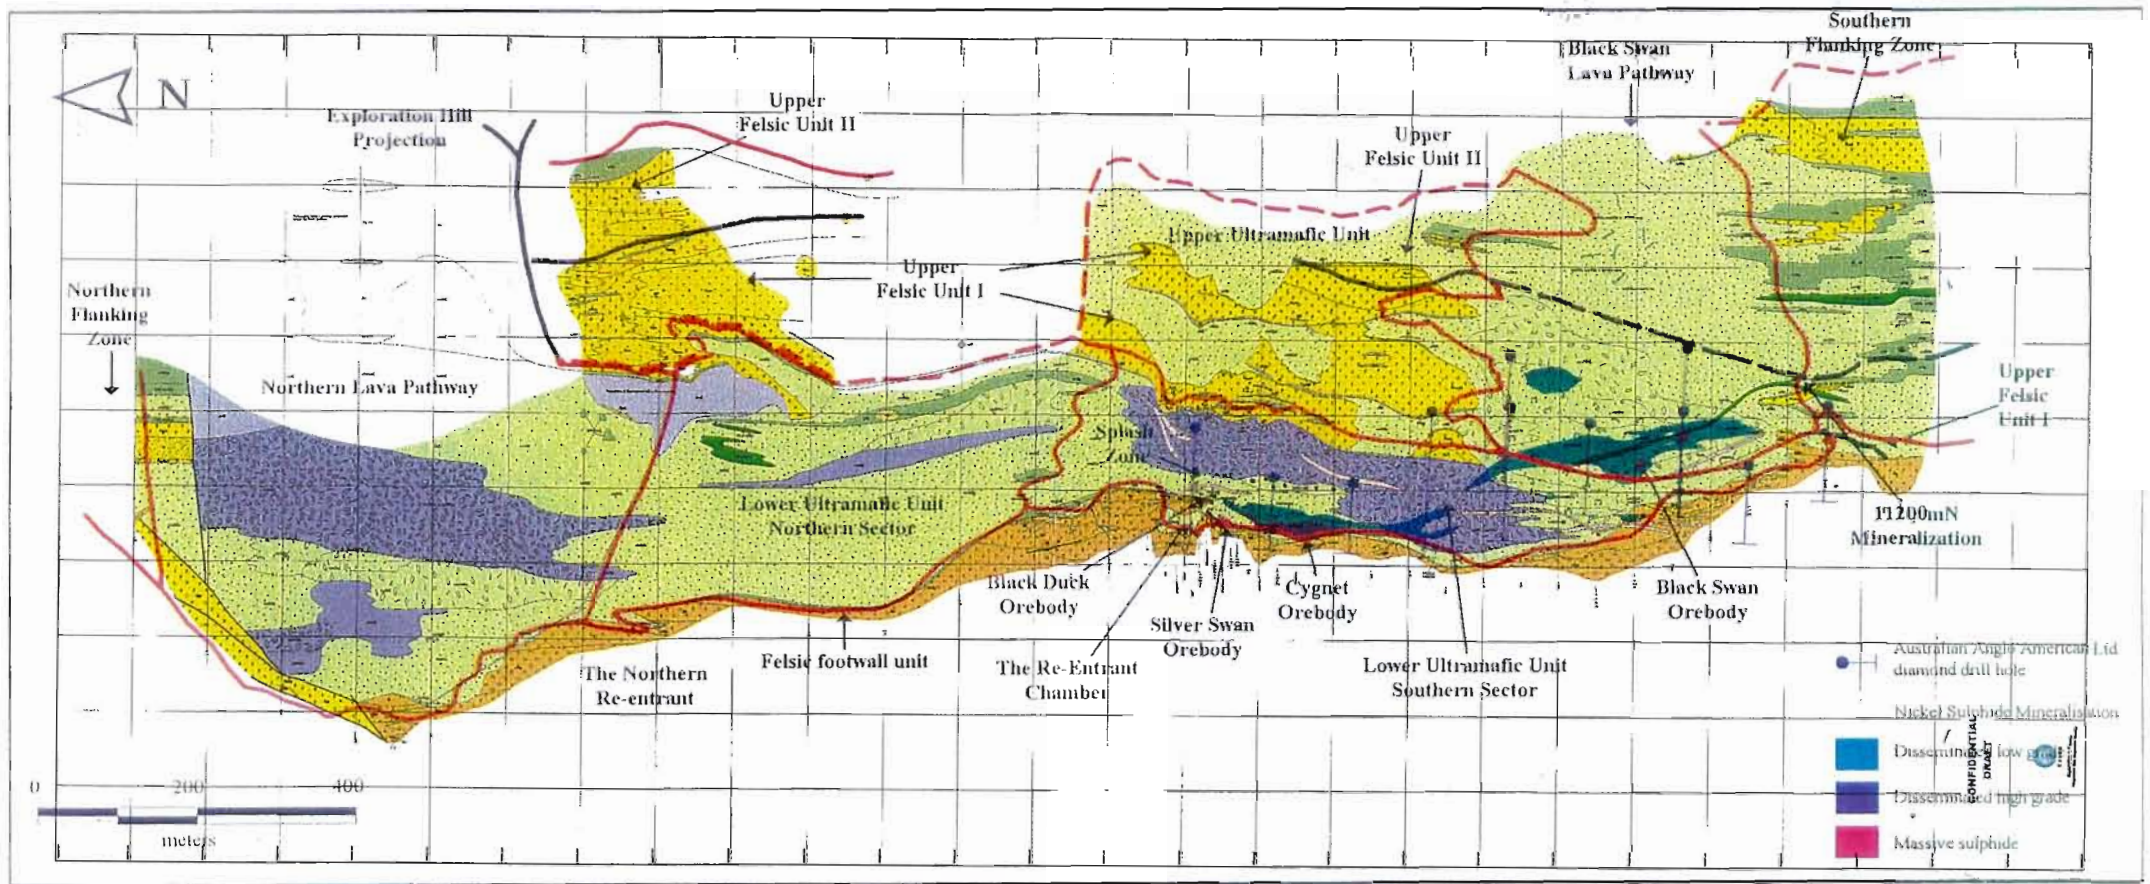 Southern
Flanking Zone
Black Swan
Lava Pathway
N
Exploration Hill
Projection
Upper
Felsic Unit II
Upper
Felsic Unit II
Upper Ultramafic Unit
Upper
Felsic Unit I
Northern
Flanking
Zone
Northern Lava Pathway
Upper
Felsic
Unit I
Splash
Zone
Lower Ultramafic Unit
Northern Sector
11200mN
Mineralization
Black Duck
Orebody
Cygnet
Orebody
Black Swan
Orebody
Silver Swan
Orebody
Felsic footwall unit
The Northern
Re-entrant
The Re-Entrant
Chamber
Lower Ultramafic Unit
Southern Sector
Australian Anglo American Ltd
diamond drill hole
Nickel Sulphide Mineralisation
Disseminated low
Disseminated high grade
Massive sulphide
CONFIDENTIAL
DRAFT
0 200 400
meters